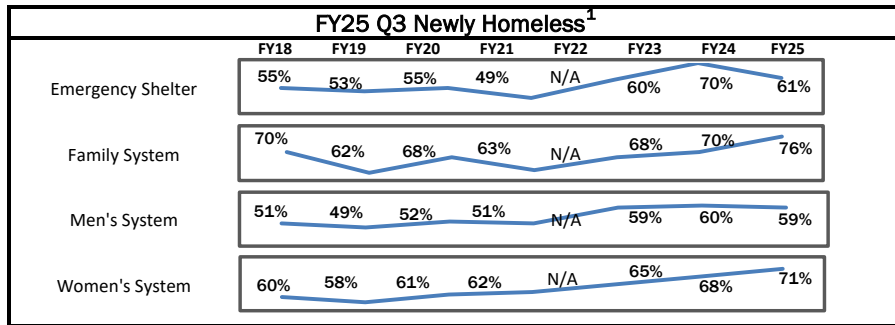 FY25 Q3 Newly Homeless1
FY18 FY19 FY20 FY21 FY22 FY23 FY24 FY25
Emergency Shelter 55% 53% 55% 49% N/A 60% 70% 61%
Family System 70% 62% 68% 63% N/A 68% 70% 76%
Men's System 51% 49% 52% 51% N/A 59% 60% 59%
Women's System 60% 58% 61% 62% N/A 65% 68% 71%